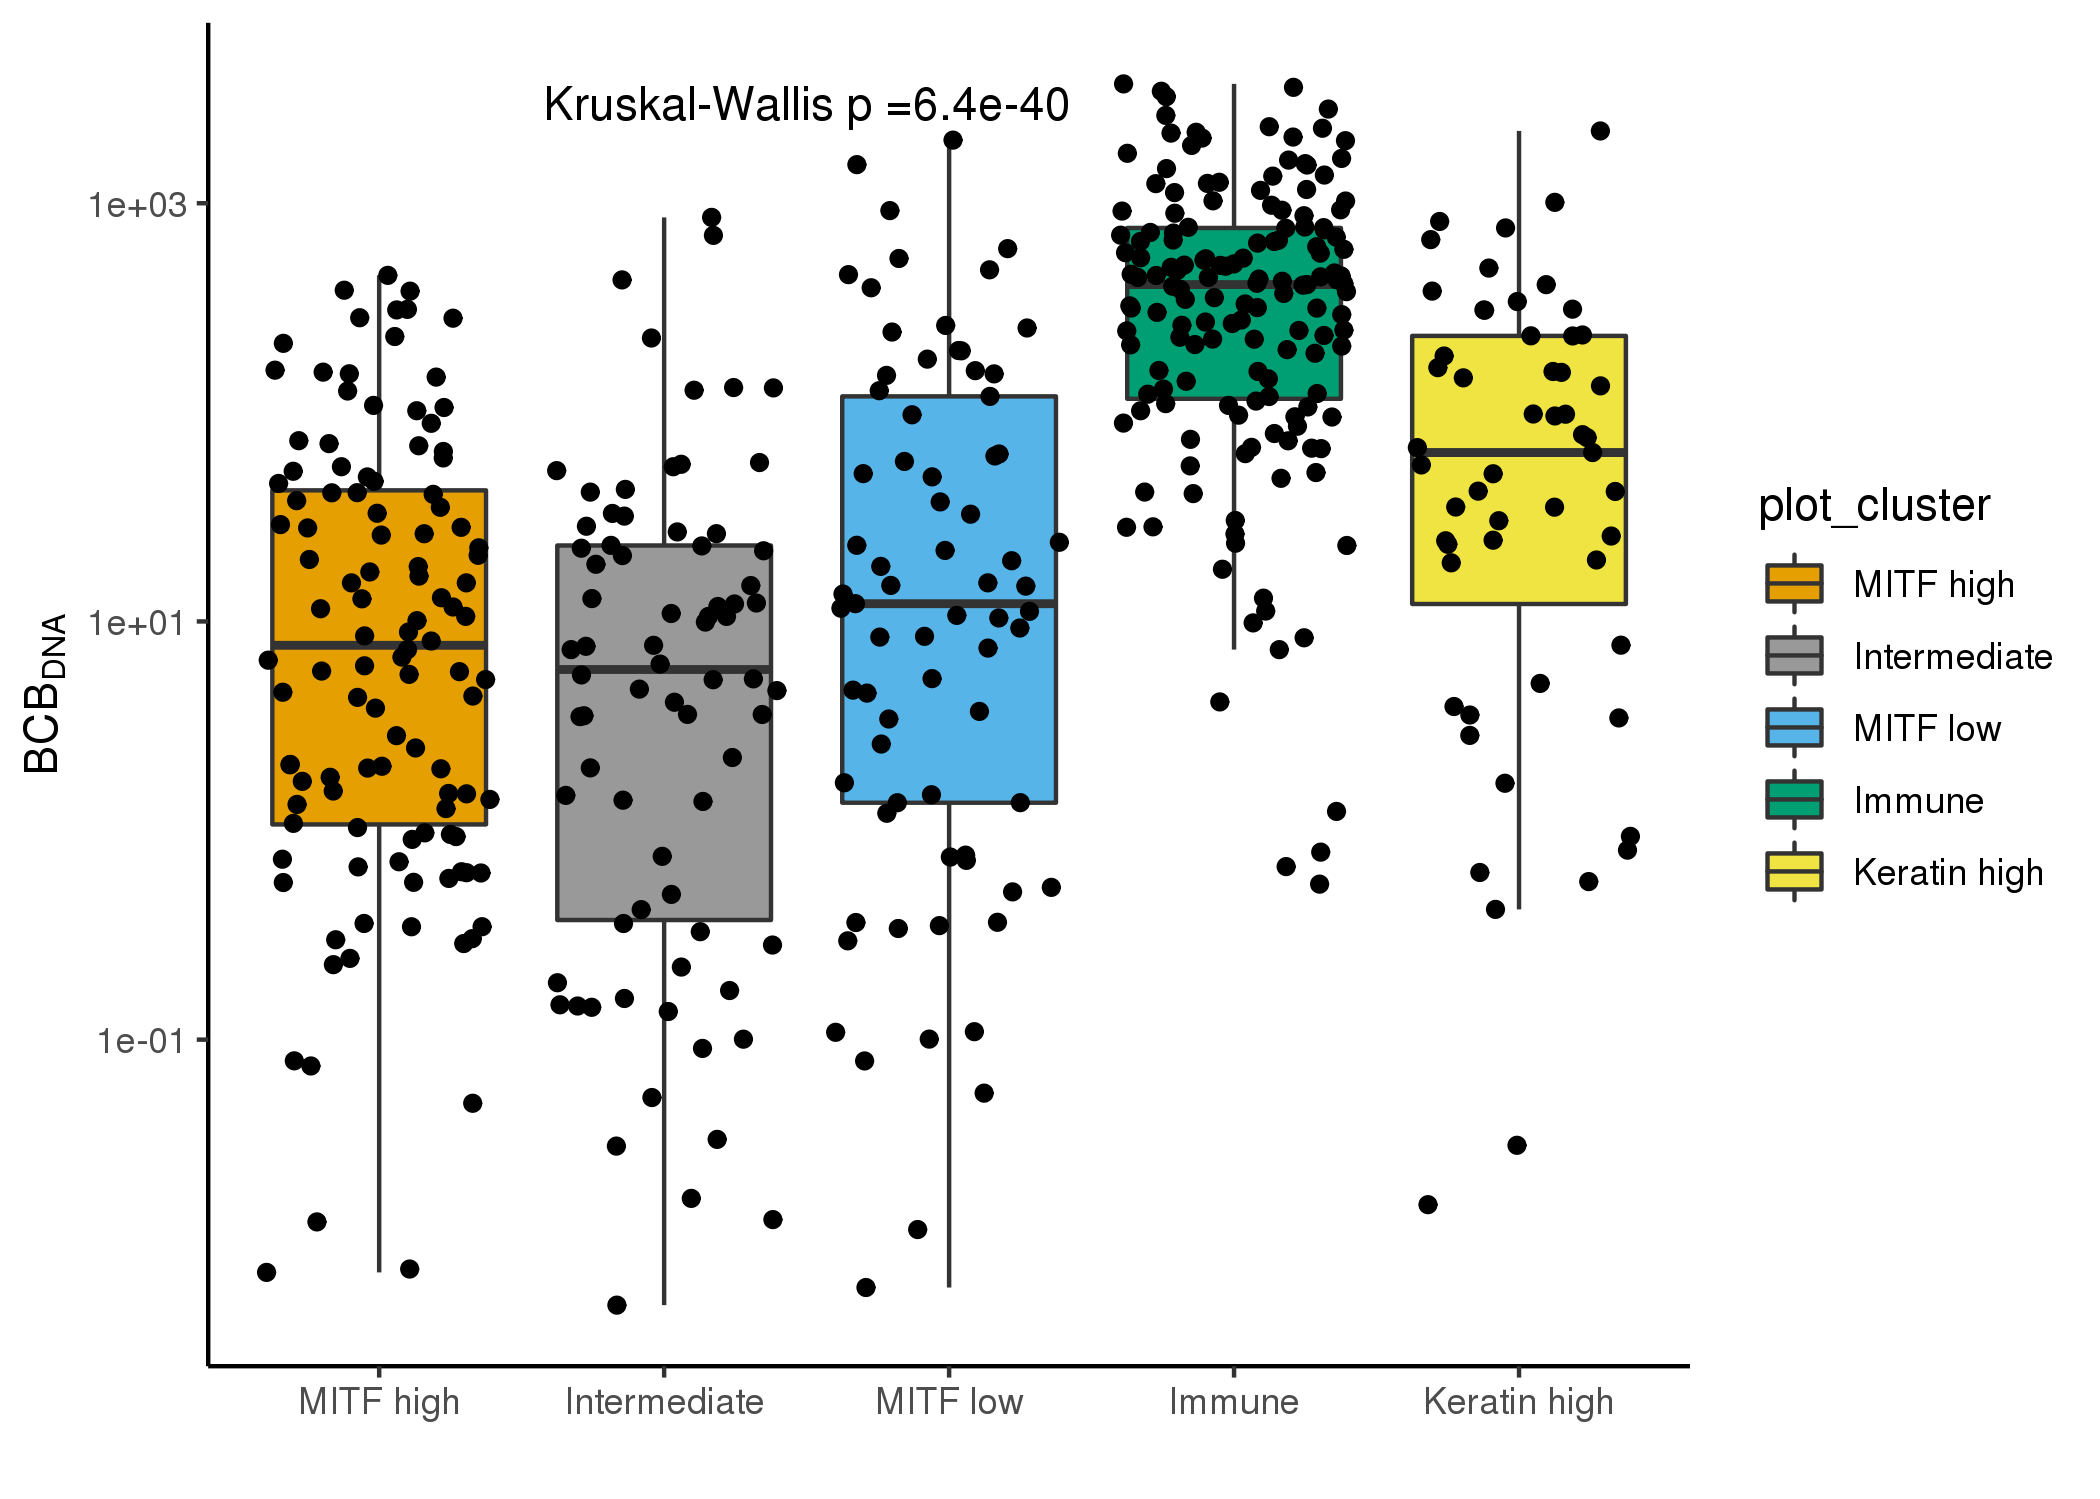 Kruskal-Wallis p =6.4e-40
1e+03
1e+01
1e-01
BCB_DNA
MITF high
Intermediate
MITF low
Immune
Keratin high
plot_cluster
MITF high
Intermediate
MITF low
Immune
Keratin high